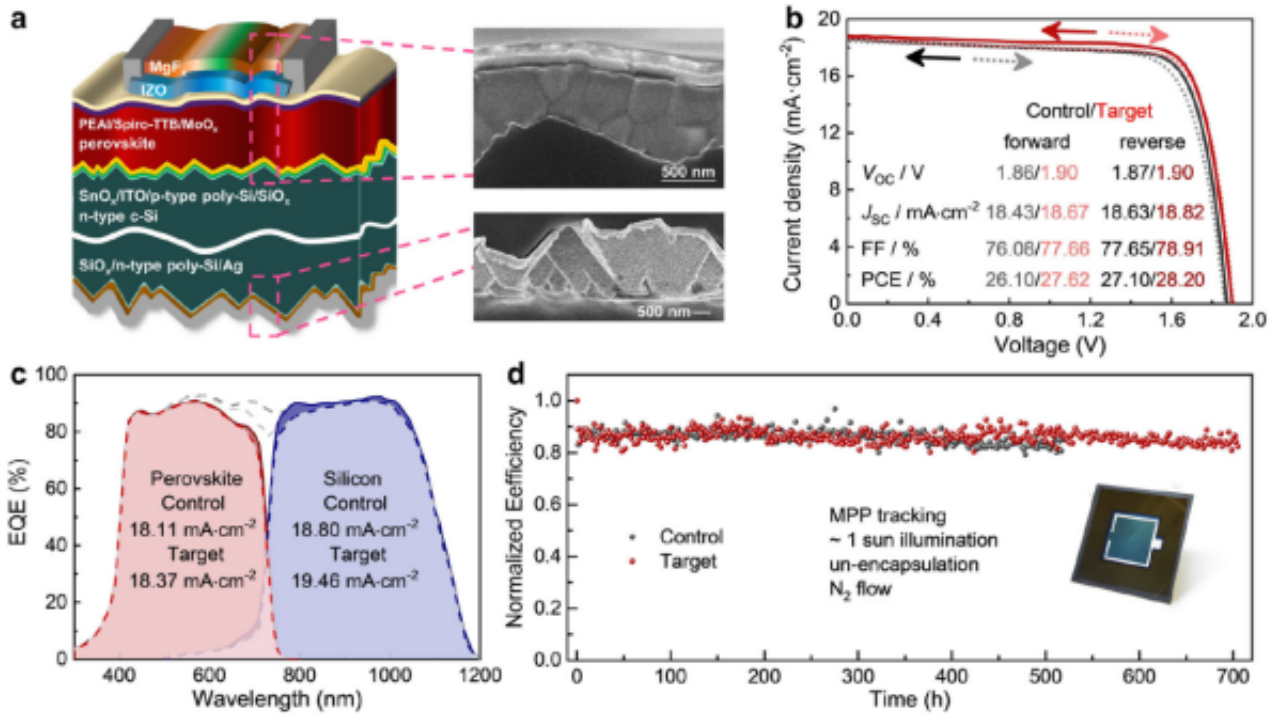 a
MgFₓ
IZO
PEAI/Spiro-TTB/MoOₓ
perovskite
SnOₓ/ITO/p-type poly-Si/SiOₓ
n-type c-Si
SiOₓ/n-type poly-Si/Ag
500 nm
500 nm
b
Current density (mA·cm⁻²)
20
16
12
8
4
0
Control/Target
forward reverse
V_OC / V 1.86/1.90 1.87/1.90
J_SC / mA·cm⁻² 18.43/18.67 18.63/18.82
FF / % 76.08/77.66 77.65/78.91
PCE / % 26.10/27.62 27.10/28.20
0.0 0.4 0.8 1.2 1.6 2.0
Voltage (V)
c
EQE (%)
100
80
60
40
20
0
Perovskite
Control
18.11 mA·cm⁻²
Target
18.37 mA·cm⁻²
Silicon
Control
18.80 mA·cm⁻²
Target
19.46 mA·cm⁻²
400 600 800 1000 1200
Wavelength (nm)
d
Normalized Eefficiency
1.0
0.8
0.6
0.4
0.2
0.0
Control
Target
MPP tracking
~ 1 sun illumination
un-encapsulation
N₂ flow
0 100 200 300 400 500 600 700
Time (h)